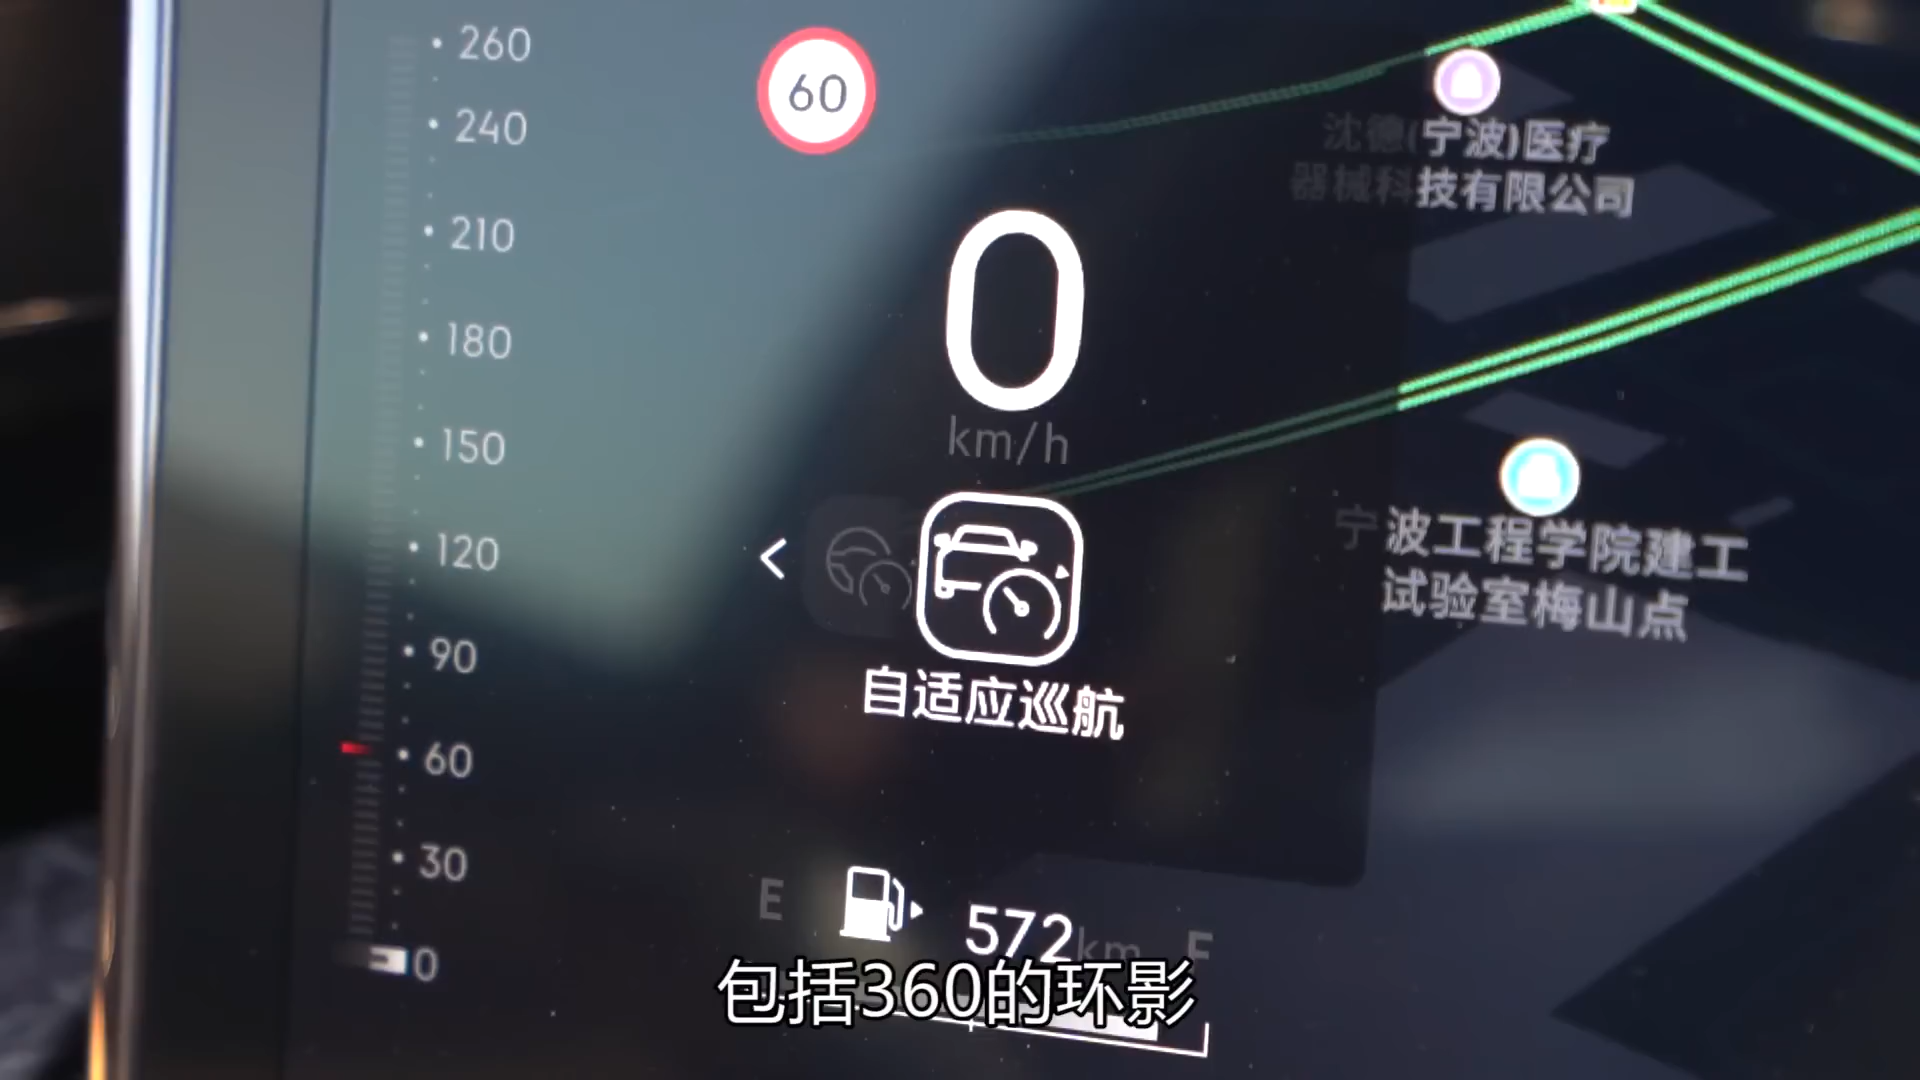 260
240
210
180
150
120
90
60
30
0
60
0
km/h
自适应巡航
E
572km
F
沈德(宁波)医疗
器械科技有限公司
宁波工程学院建工
试验室梅山点
包括360的环影